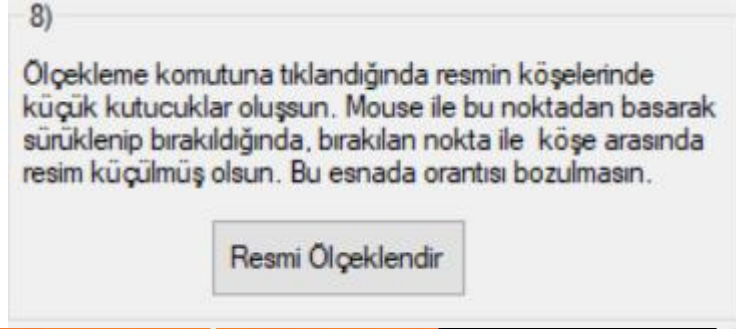 8)
Ölçekleme komutuna tıklandığında resmin köşelerinde
küçük kutucuklar oluşsun. Mouse ile bu noktadan basarak
sürüklenip bırakıldığında, bırakılan nokta ile köşe arasında
resim küçülmüş olsun. Bu esnada orantısı bozulmasın.
Resmi Ölçeklendir